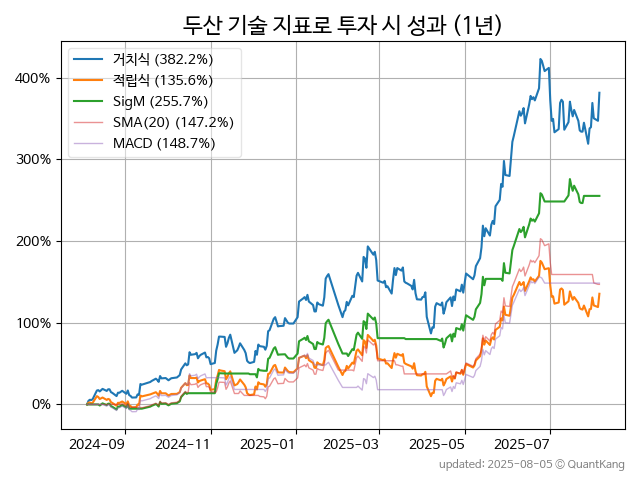 두산 기술 지표로 투자 시 성과 (1년)
거치식 (382.2%)
적립식 (135.6%)
SigM (255.7%)
SMA(20) (147.2%)
MACD (148.7%)
400%
300%
200%
100%
0%
2024-09
2024-11
2025-01
2025-03
2025-05
2025-07
updated: 2025-08-05 © QuantKang